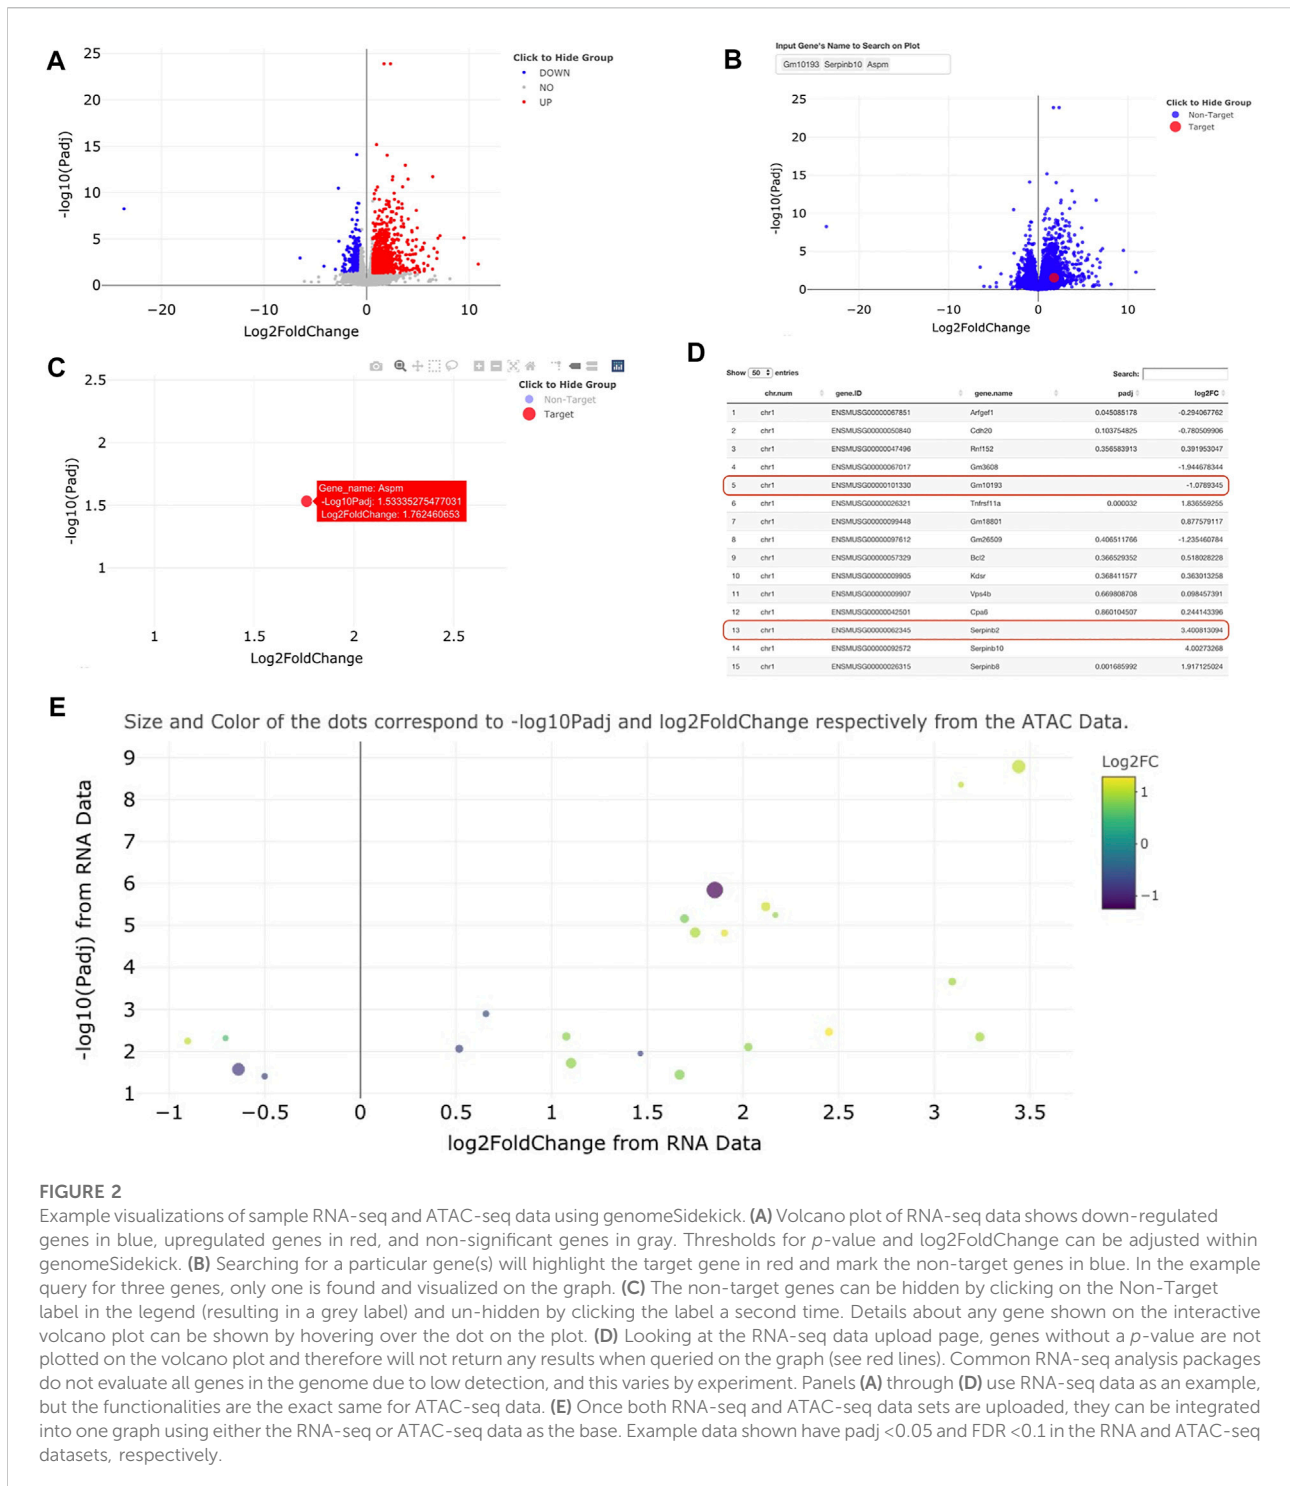 A
25
20
15
10
5
0
-log10(Padj)
−20
−10
0
10
Log2FoldChange
Click to Hide Group
DOWN
NO
UP
B
Input Gene's Name to Search on Plot
Gm10193 Serpinb10 Aspm
25
20
15
10
5
0
-log10(Padj)
−20
−10
0
10
Log2FoldChange
Click to Hide Group
Non-Target
Target
C
2.5
2
1.5
1
-log10(Padj)
1
1.5
2
2.5
Log2FoldChange
Click to Hide Group
Non-Target
Target
Gene_name: Aspm
-Log10Padj: 1.53335275477031
Log2FoldChange: 1.762460653
D
Show 50 entries
Search:
chr.num gene.ID gene.name padj log2FC
1 chr1 ENSMUSG00000067851 Arfgef1 0.045085178 -0.294067762
2 chr1 ENSMUSG00000050840 Cdh20 0.103754825 -0.780509906
3 chr1 ENSMUSG00000047496 Rnf152 0.356583913 0.391953047
4 chr1 ENSMUSG00000067017 Gm3608 -1.944678344
5 chr1 ENSMUSG00000101330 Gm10193 -1.0789345
6 chr1 ENSMUSG00000026321 Tnfrsf11a 0.000032 1.836559255
7 chr1 ENSMUSG00000099448 Gm18801 0.877579117
8 chr1 ENSMUSG00000097612 Gm26509 0.406511766 -1.235460784
9 chr1 ENSMUSG00000057329 Bcl2 0.366529352 0.518028228
10 chr1 ENSMUSG00000009905 Kdsr 0.368411577 0.363013258
11 chr1 ENSMUSG00000009907 Vps4b 0.669808708 0.098457391
12 chr1 ENSMUSG00000042501 Cpa6 0.860104507 0.244143396
13 chr1 ENSMUSG00000062345 Serpinb2 3.400813094
14 chr1 ENSMUSG00000092572 Serpinb10 4.00273268
15 chr1 ENSMUSG00000026315 Serpinb8 0.001685992 1.917125024
E
Size and Color of the dots correspond to -log10Padj and log2FoldChange respectively from the ATAC Data.
9
8
7
6
5
4
3
2
1
-log10(Padj) from RNA Data
−1
−0.5
0
0.5
1
1.5
2
2.5
3
3.5
log2FoldChange from RNA Data
Log2FC
1
0
−1
FIGURE 2
Example visualizations of sample RNA-seq and ATAC-seq data using genomeSidekick. (A) Volcano plot of RNA-seq data shows down-regulated
genes in blue, upregulated genes in red, and non-significant genes in gray. Thresholds for p-value and log2FoldChange can be adjusted within
genomeSidekick. (B) Searching for a particular gene(s) will highlight the target gene in red and mark the non-target genes in blue. In the example
query for three genes, only one is found and visualized on the graph. (C) The non-target genes can be hidden by clicking on the Non-Target
label in the legend (resulting in a grey label) and un-hidden by clicking the label a second time. Details about any gene shown on the interactive
volcano plot can be shown by hovering over the dot on the plot. (D) Looking at the RNA-seq data upload page, genes without a p-value are not
plotted on the volcano plot and therefore will not return any results when queried on the graph (see red lines). Common RNA-seq analysis packages
do not evaluate all genes in the genome due to low detection, and this varies by experiment. Panels (A) through (D) use RNA-seq data as an example,
but the functionalities are the exact same for ATAC-seq data. (E) Once both RNA-seq and ATAC-seq data sets are uploaded, they can be integrated
into one graph using either the RNA-seq or ATAC-seq data as the base. Example data shown have padj <0.05 and FDR <0.1 in the RNA and ATAC-seq
datasets, respectively.